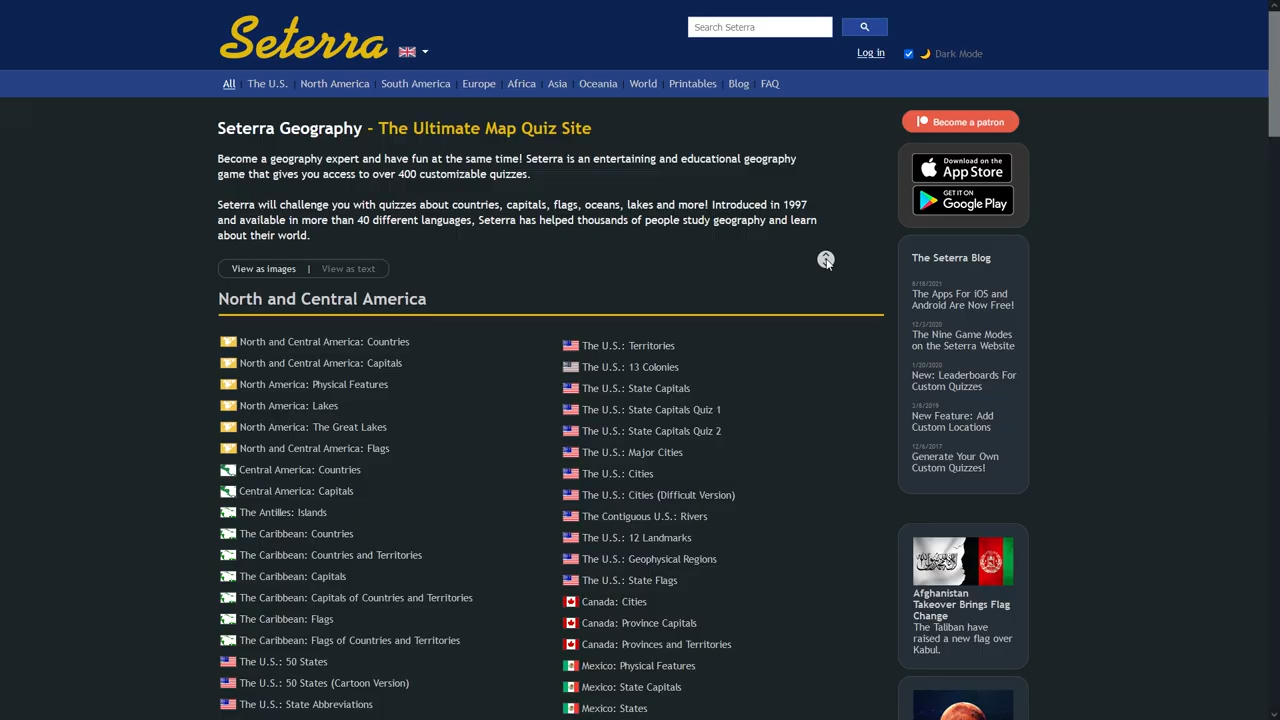 Seterra
Search Seterra
Log in
Dark Mode
All | The U.S. | North America | South America | Europe | Africa | Asia | Oceania | World | Printables | Blog | FAQ
Seterra Geography - The Ultimate Map Quiz Site
Become a geography expert and have fun at the same time! Seterra is an entertaining and educational geography
game that gives you access to over 400 customizable quizzes.
Seterra will challenge you with quizzes about countries, capitals, flags, oceans, lakes and more! Introduced in 1997
and available in more than 40 different languages, Seterra has helped thousands of people study geography and learn
about their world.
View as images | View as text
North and Central America
North and Central America: Countries
North and Central America: Capitals
North America: Physical Features
North America: Lakes
North America: The Great Lakes
North and Central America: Flags
Central America: Countries
Central America: Capitals
The Antilles: Islands
The Caribbean: Countries
The Caribbean: Countries and Territories
The Caribbean: Capitals
The Caribbean: Capitals of Countries and Territories
The Caribbean: Flags
The Caribbean: Flags of Countries and Territories
The U.S.: 50 States
The U.S.: 50 States (Cartoon Version)
The U.S.: State Abbreviations
The U.S.: Territories
The U.S.: 13 Colonies
The U.S.: State Capitals
The U.S.: State Capitals Quiz 1
The U.S.: State Capitals Quiz 2
The U.S.: Major Cities
The U.S.: Cities
The U.S.: Cities (Difficult Version)
The Contiguous U.S.: Rivers
The U.S.: 12 Landmarks
The U.S.: Geophysical Regions
The U.S.: State Flags
Canada: Cities
Canada: Province Capitals
Canada: Provinces and Territories
Mexico: Physical Features
Mexico: State Capitals
Mexico: States
Become a patron
Download on the
App Store
GET IT ON
Google Play
The Seterra Blog
8/18/2021
The Apps For iOS and
Android Are Now Free!
12/3/2020
The Nine Game Modes
on the Seterra Website
1/20/2020
New: Leaderboards For
Custom Quizzes
2/8/2019
New Feature: Add
Custom Locations
12/6/2017
Generate Your Own
Custom Quizzes!
Afghanistan
Takeover Brings Flag
Change
The Taliban have
raised a new flag over
Kabul.